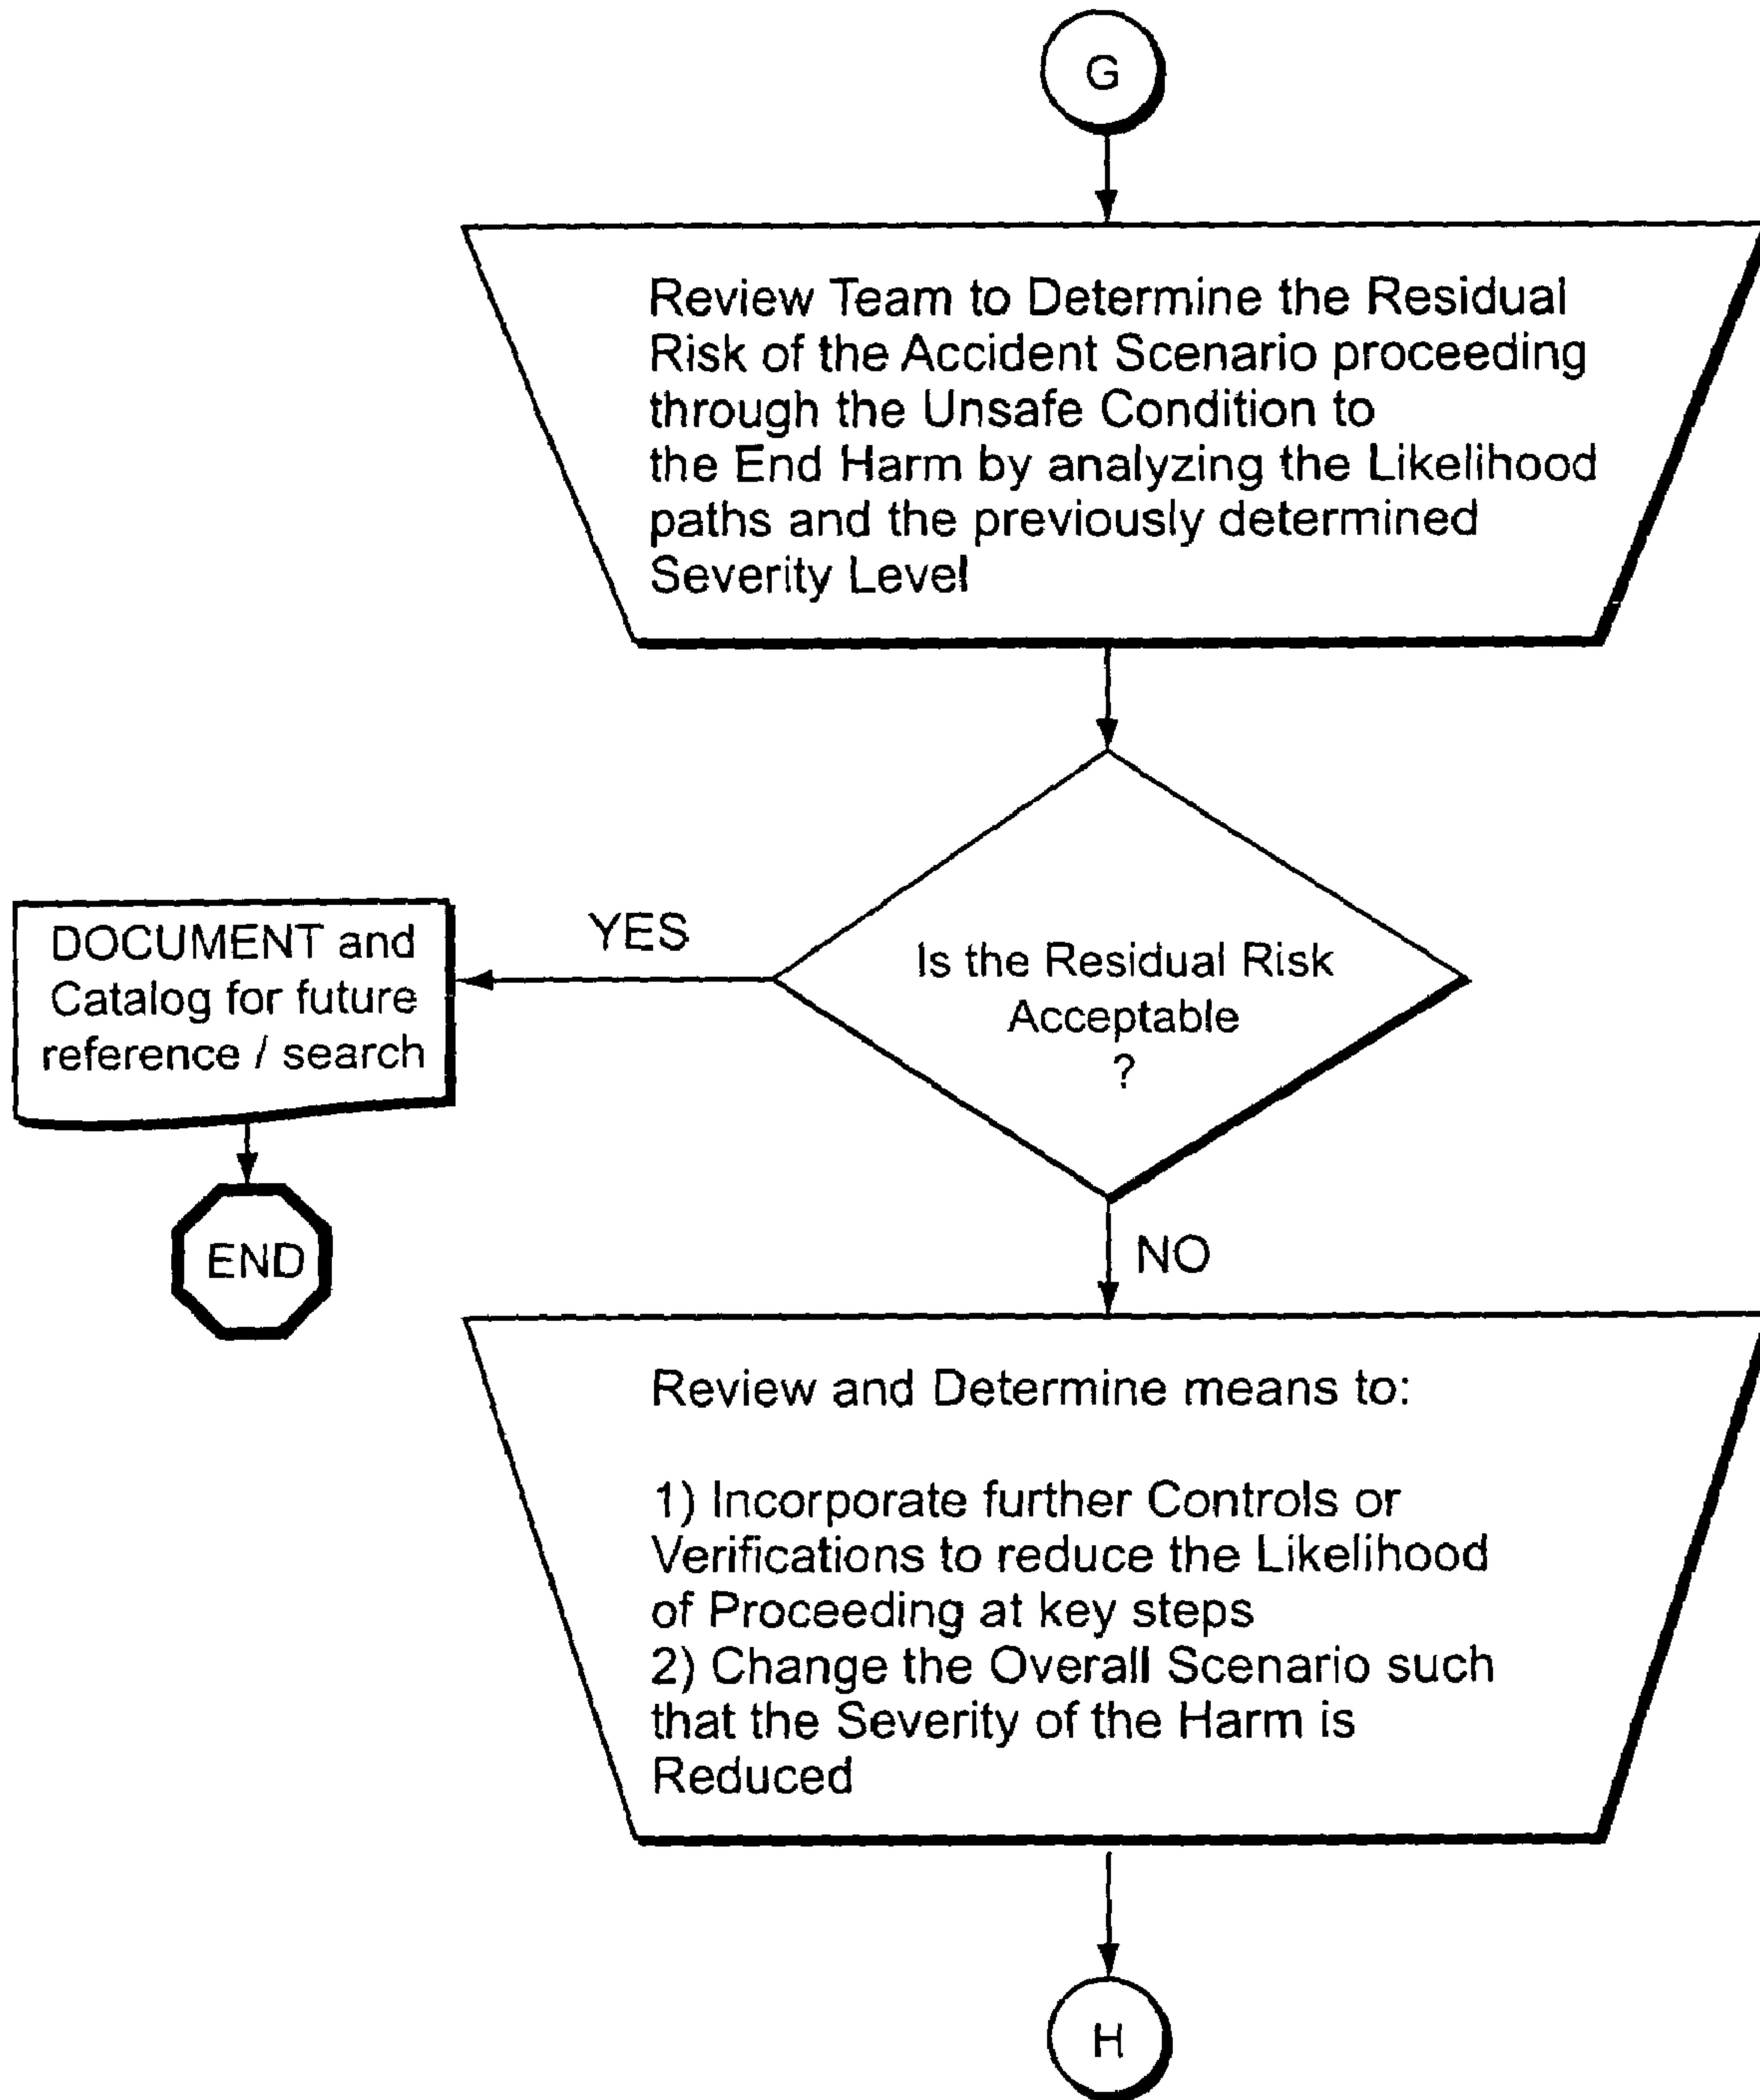 G
Review Team to Determine the Residual
Risk of the Accident Scenario proceeding
through the Unsafe Condition to
the End Harm by analyzing the Likelihood
paths and the previously determined
Severity Level
Is the Residual Risk
Acceptable
?
YES
DOCUMENT and
Catalog for future
reference / search
END
NO
Review and Determine means to:
1) Incorporate further Controls or
Verifications to reduce the Likelihood
of Proceeding at key steps
2) Change the Overall Scenario such
that the Severity of the Harm is
Reduced
H